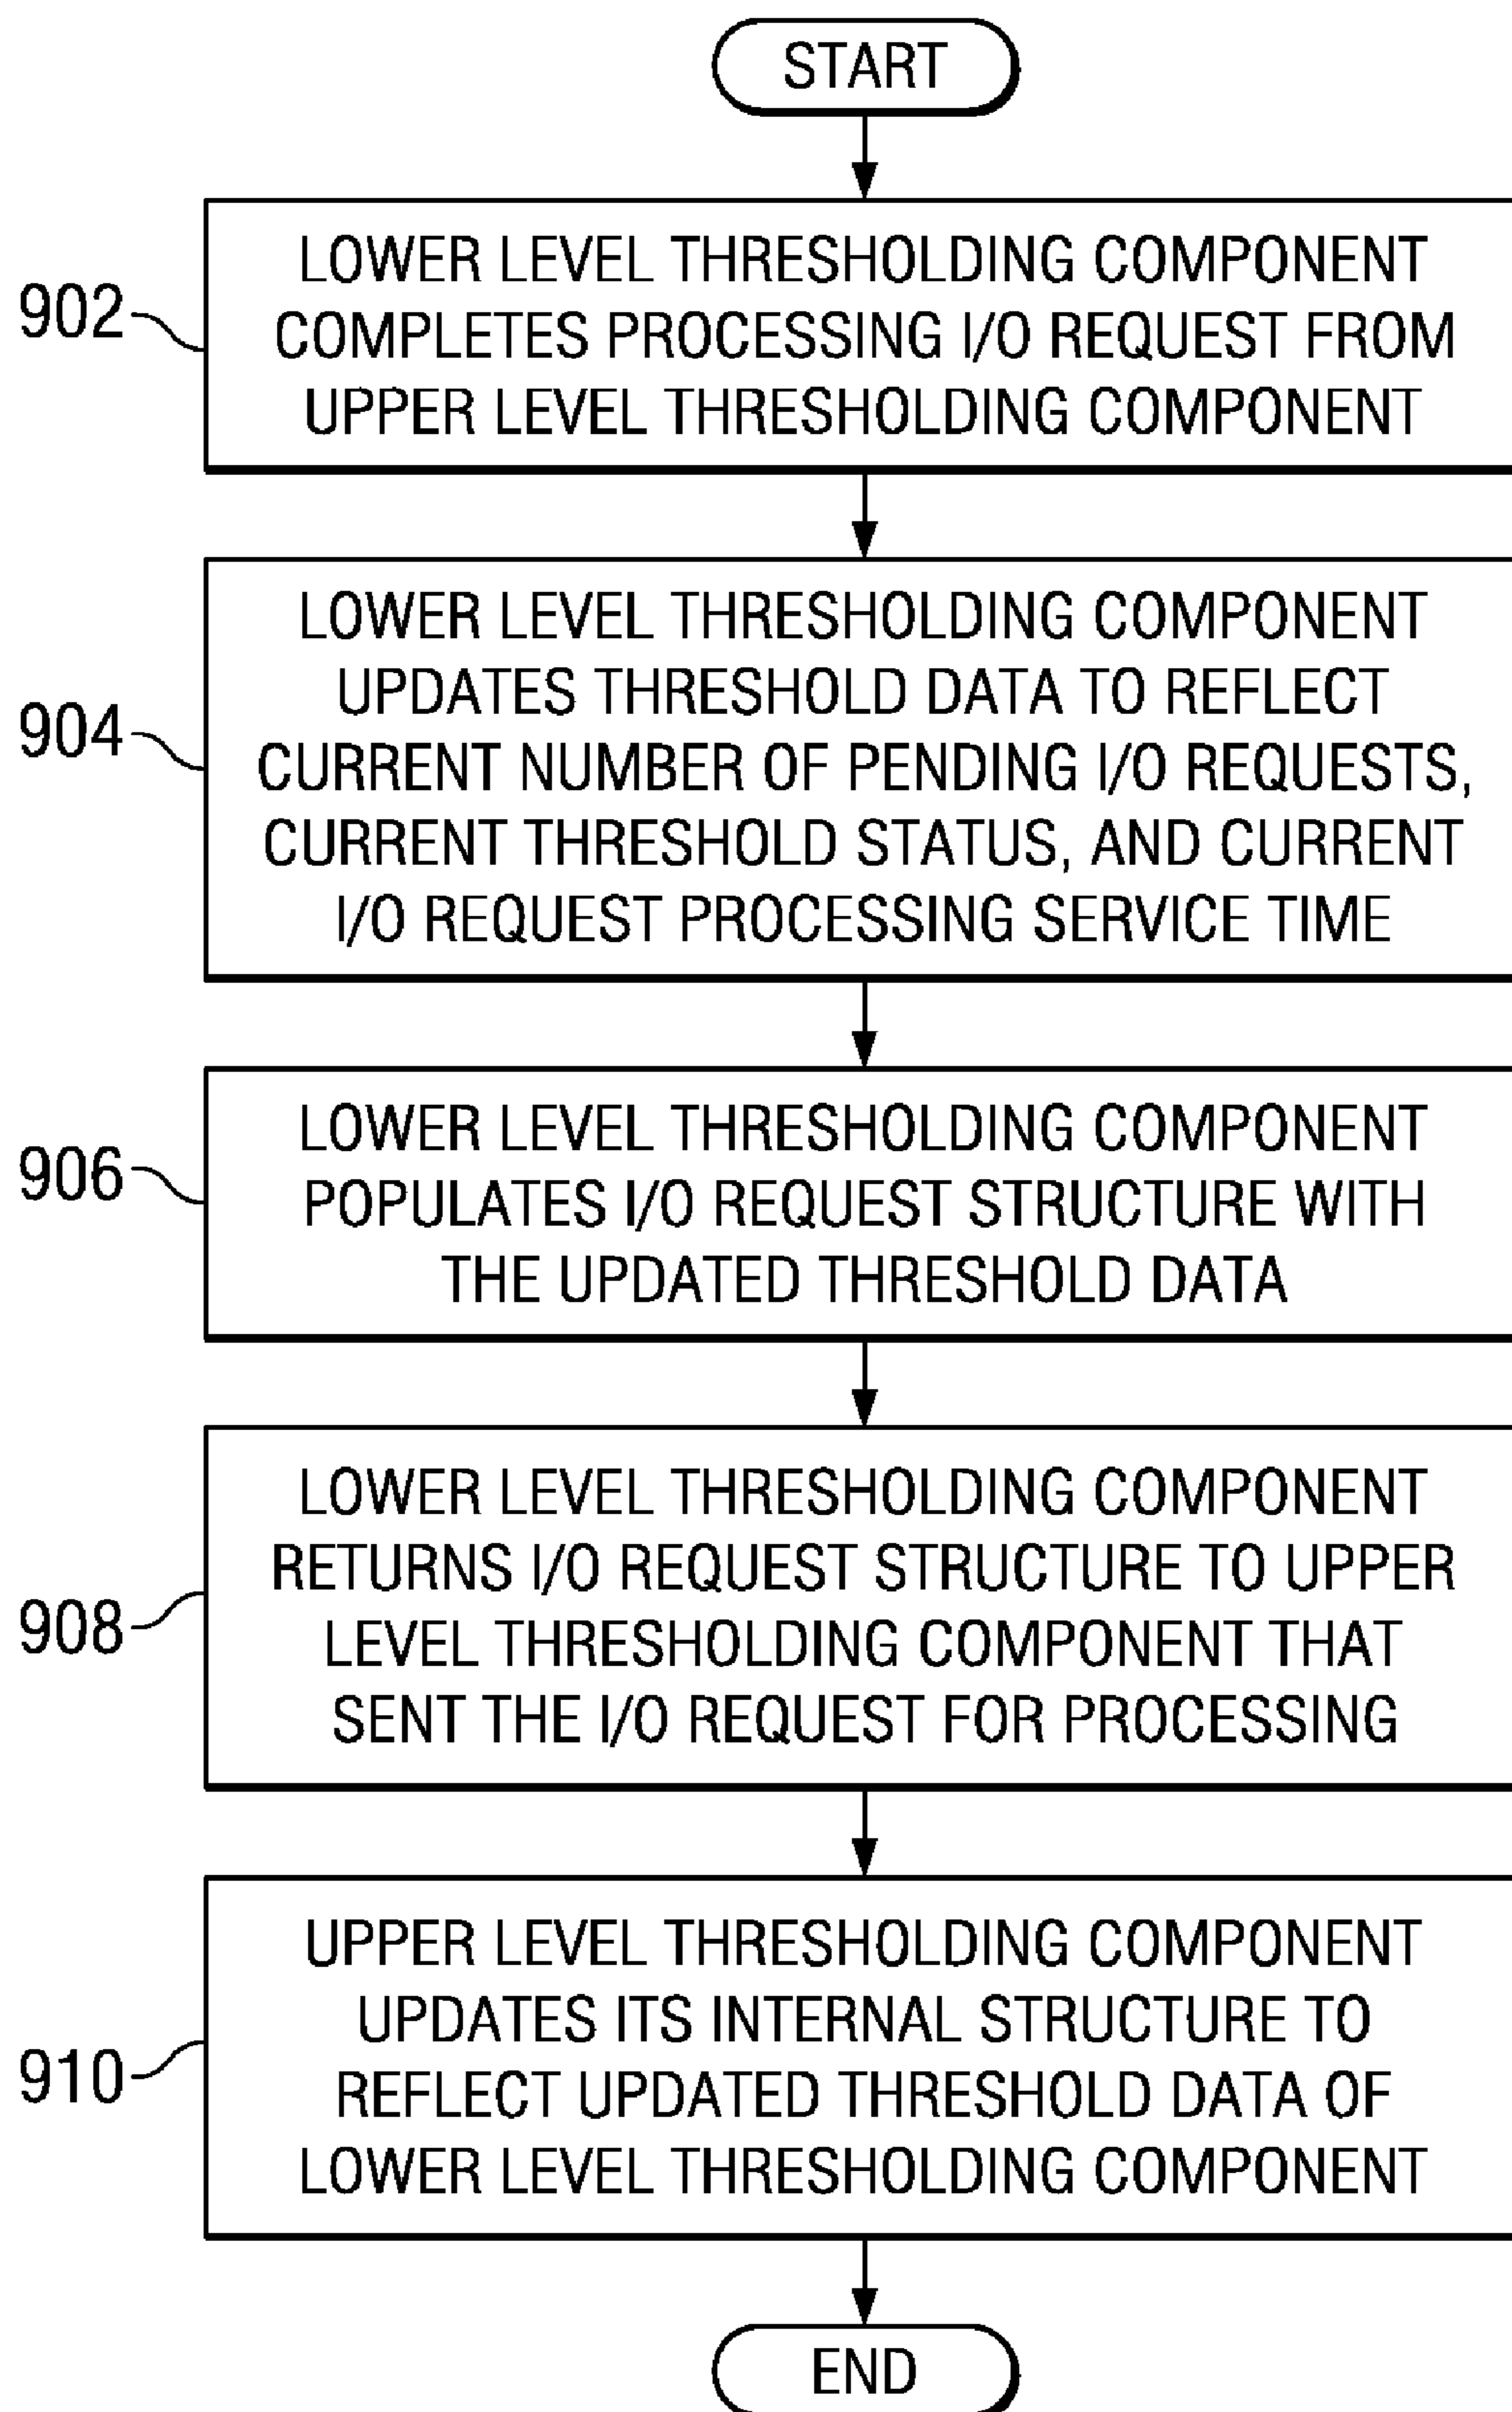 START
902
LOWER LEVEL THRESHOLDING COMPONENT
COMPLETES PROCESSING I/O REQUEST FROM
UPPER LEVEL THRESHOLDING COMPONENT
904
LOWER LEVEL THRESHOLDING COMPONENT
UPDATES THRESHOLD DATA TO REFLECT
CURRENT NUMBER OF PENDING I/O REQUESTS,
CURRENT THRESHOLD STATUS, AND CURRENT
I/O REQUEST PROCESSING SERVICE TIME
906
LOWER LEVEL THRESHOLDING COMPONENT
POPULATES I/O REQUEST STRUCTURE WITH
THE UPDATED THRESHOLD DATA
908
LOWER LEVEL THRESHOLDING COMPONENT
RETURNS I/O REQUEST STRUCTURE TO UPPER
LEVEL THRESHOLDING COMPONENT THAT
SENT THE I/O REQUEST FOR PROCESSING
910
UPPER LEVEL THRESHOLDING COMPONENT
UPDATES ITS INTERNAL STRUCTURE TO
REFLECT UPDATED THRESHOLD DATA OF
LOWER LEVEL THRESHOLDING COMPONENT
END